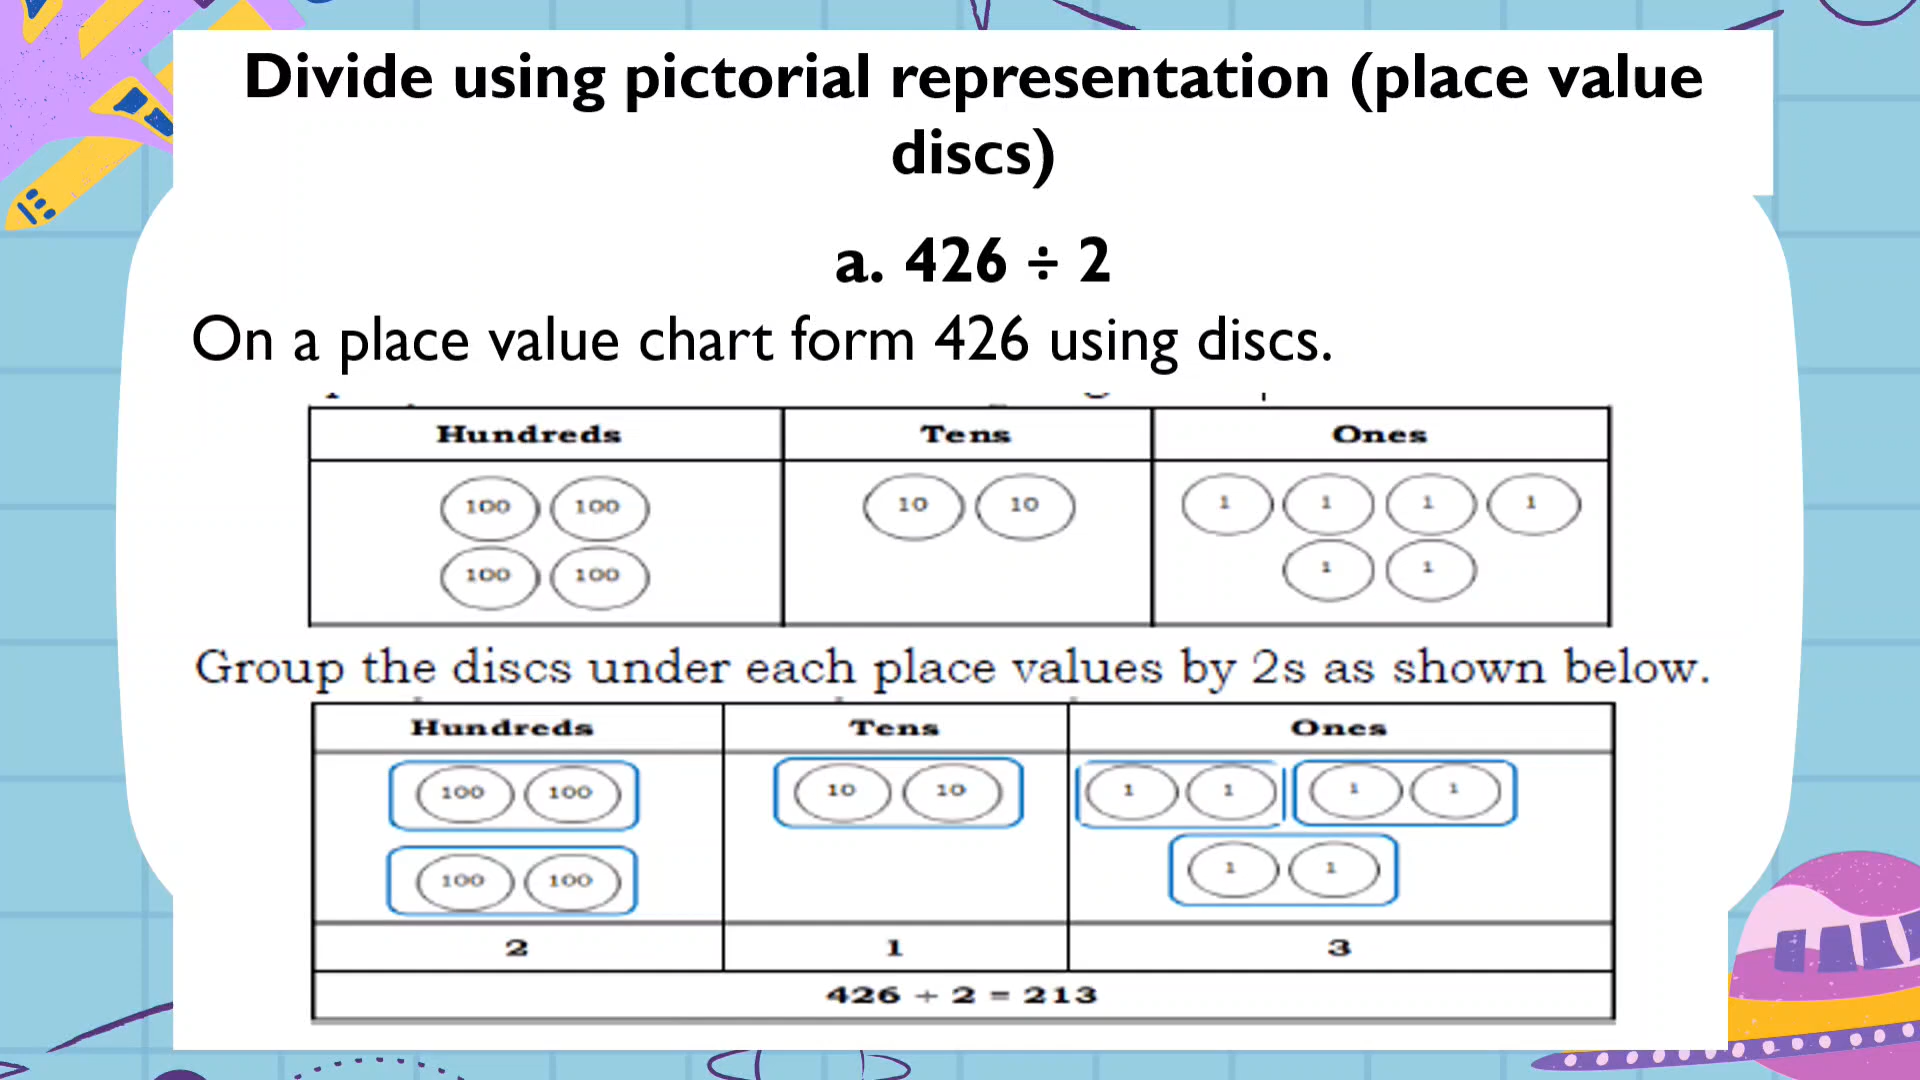 Divide using pictorial representation (place value
discs)
a. 426 ÷ 2
On a place value chart form 426 using discs.
Hundreds Tens Ones
100 100 10 10 1 1 1 1
100 100 1 1
Group the discs under each place values by 2s as shown below.
Hundreds Tens Ones
100 100 10 10 1 1 1 1
100 100 1 1
2 1 3
426 ÷ 2 = 213